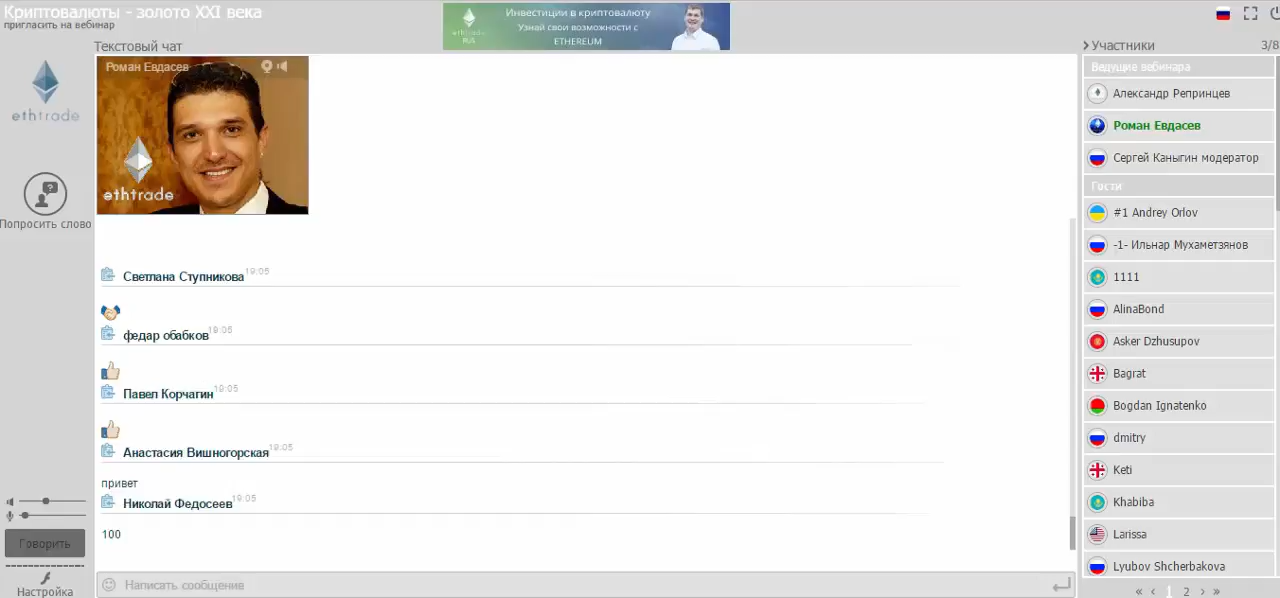 Криптовалюты - золото XXI века
пригласить на вебинар
ethtrade
RUS
Инвестиции в криптовалюту
Узнай свои возможности с
ETHEREUM
Текстовый чат
Участники 3/8
ethtrade
Попросить слово
Говорить
Настройка
Роман Евдасев
ethtrade
Светлана Ступникова 19:05
федар обабков 19:05
Павел Корчагин 19:05
Анастасия Вишногорская 19:05
привет
Николай Федосеев 19:05
100
Написать сообщение
Ведущие вебинара
Александр Репринцев
Роман Евдасев
Сергей Каныгин модератор
Гости
#1 Andrey Orlov
-1- Ильнар Мухаметзянов
1111
AlinaBond
Asker Dzhusupov
Bagrat
Bogdan Ignatenko
dmitry
Keti
Khabiba
Larissa
Lyubov Shcherbakova
« ‹ 1 2 › »